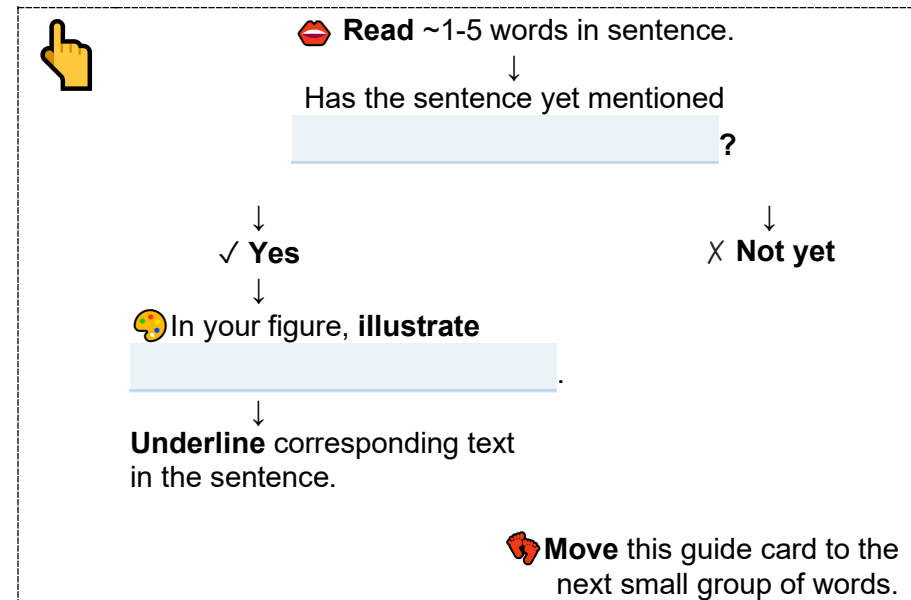 👄 Read ~1-5 words in sentence.
↓
Has the sentence yet mentioned
?
↓ ↓
✓ Yes ✗ Not yet
↓
🎨In your figure, illustrate
.
↓
Underline corresponding text
in the sentence.
👣Move this guide card to the
next small group of words.